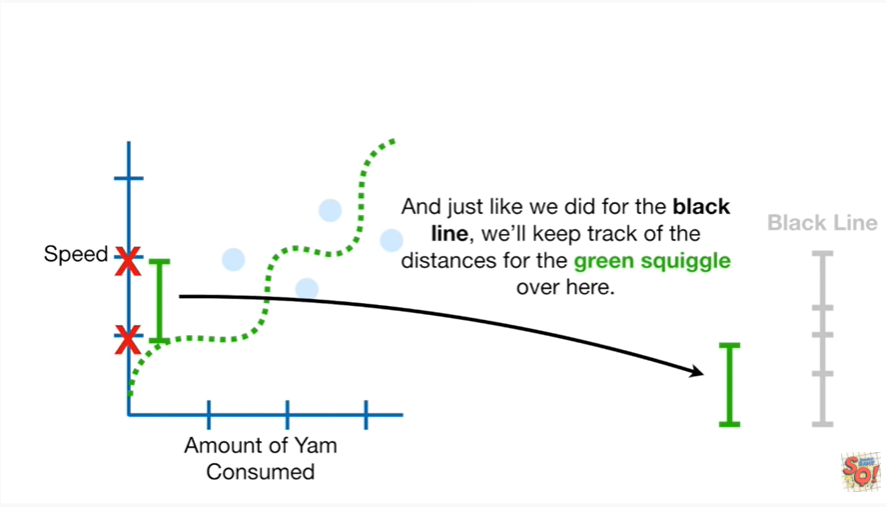 And just like we did for the black
line, we'll keep track of the
distances for the green squiggle
over here.
Black Line
Speed
X
X
Amount of Yam
Consumed
SQ!